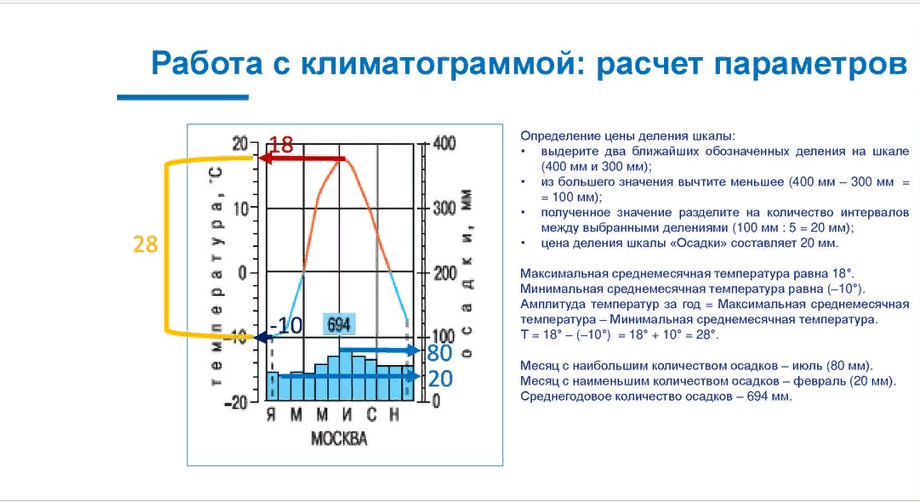 Работа с климатограммой: расчет параметров
20
18
400
температура, °C
10
300
28
0
200
осадки, мм
-10
694
–10
100
80
20
–20
0
Я М М И С Н
МОСКВА
Определение цены деления шкалы:
• выдерите два ближайших обозначенных деления на шкале
(400 мм и 300 мм);
• из большего значения вычтите меньшее (400 мм – 300 мм =
= 100 мм);
• полученное значение разделите на количество интервалов
между выбранными делениями (100 мм : 5 = 20 мм);
• цена деления шкалы «Осадки» составляет 20 мм.
Максимальная среднемесячная температура равна 18°.
Минимальная среднемесячная температура равна (–10°).
Амплитуда температур за год = Максимальная среднемесячная
температура – Минимальная среднемесячная температура.
T = 18° – (–10°) = 18° + 10° = 28°.
Месяц с наибольшим количеством осадков – июль (80 мм).
Месяц с наименьшим количеством осадков – февраль (20 мм).
Среднегодовое количество осадков – 694 мм.